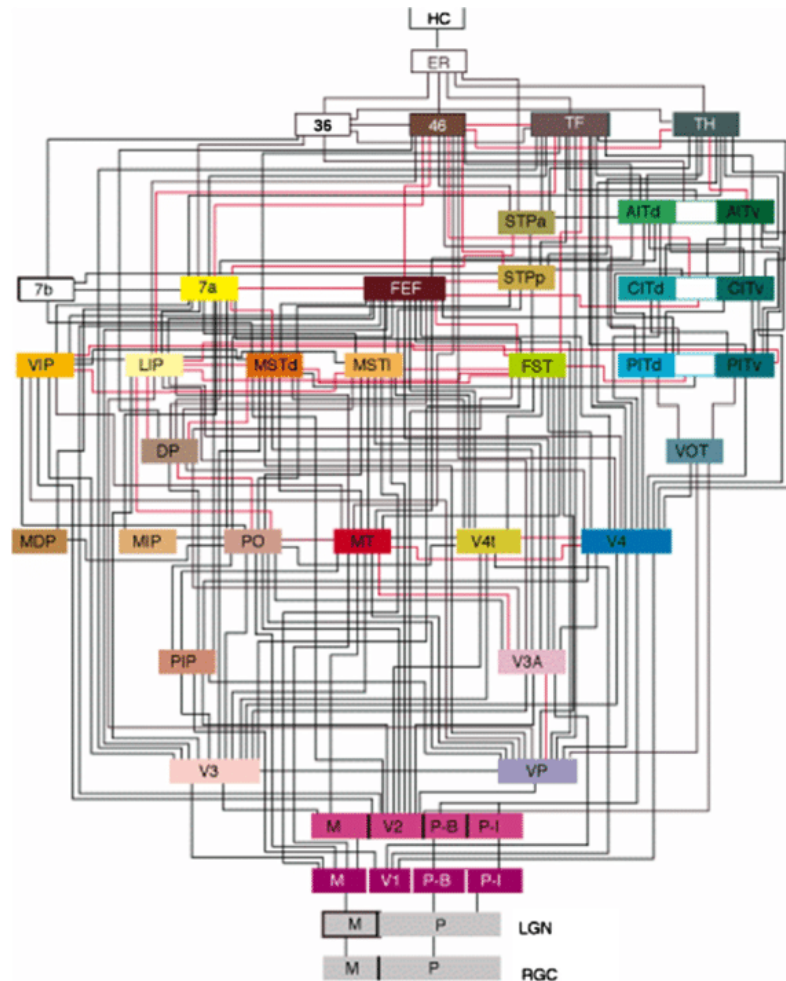 HC
ER
36 46 TF TH
STPa AITd AITv
7b 7a FEF STPp CITd CITv
VIP LIP MSTd MSTl FST PITd PITv
DP VOT
MDP MIP PO MT V4t V4
PIP V3A
V3 VP
M V2 P-B P-I
M V1 P-B P-I
M P LGN
M P RGC